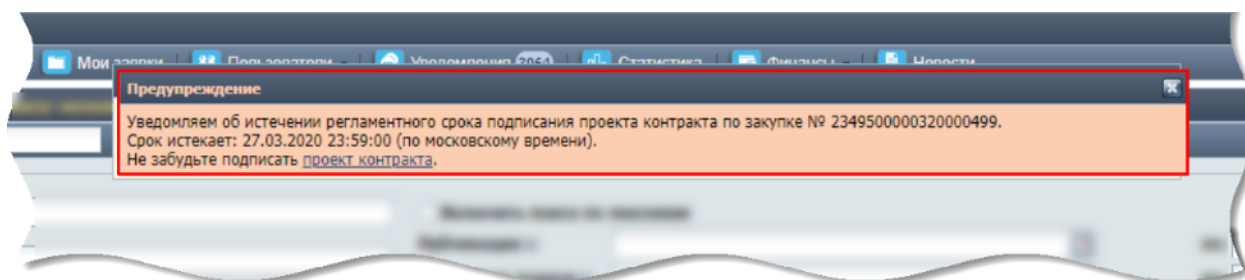 Мои заявки Пользователи Уведомления Статистика Финансы Новости
Предупреждение
Уведомляем об истечении регламентного срока подписания проекта контракта по закупке № 2349500000320000499.
Срок истекает: 27.03.2020 23:59:00 (по московскому времени).
Не забудьте подписать проект контракта.